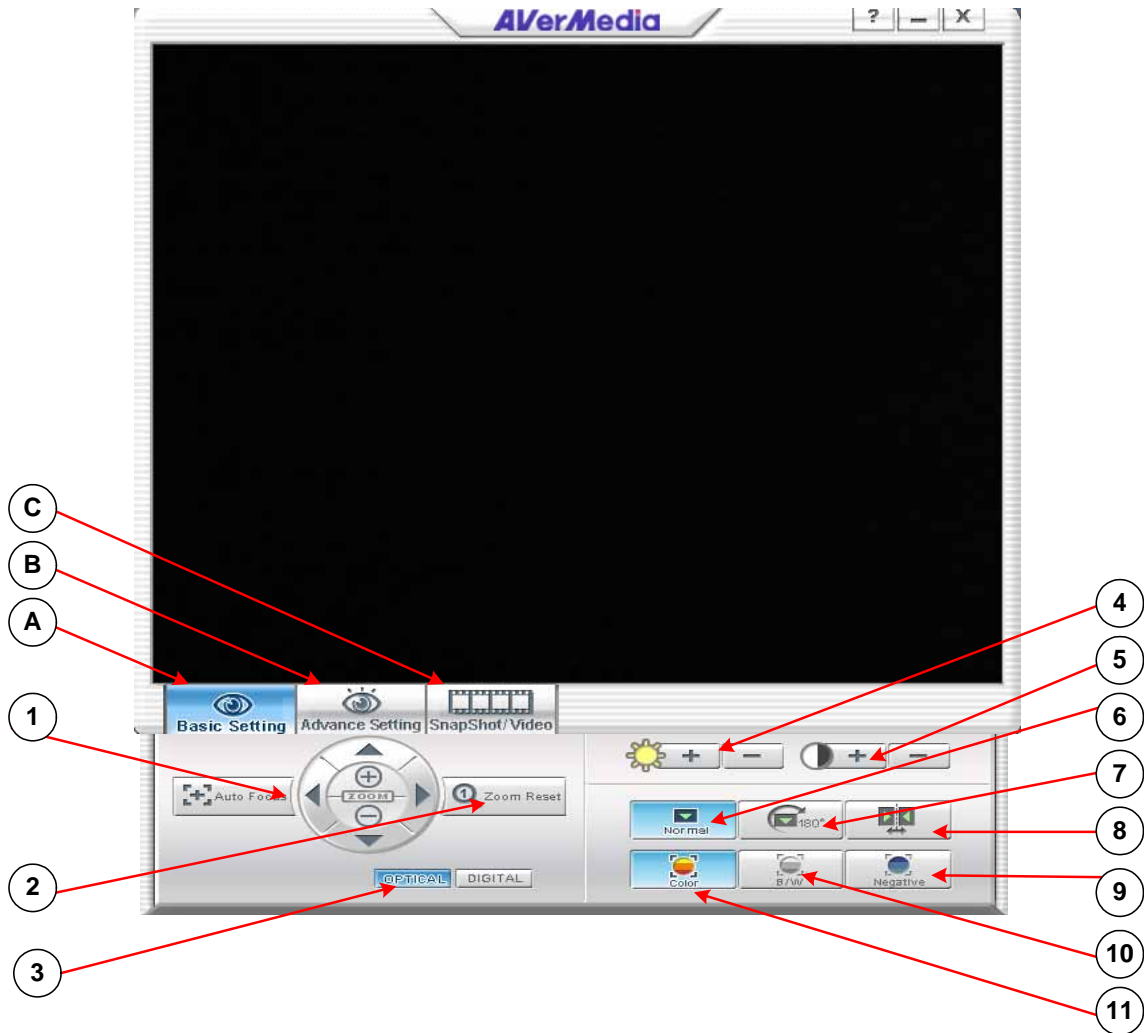 AVerMedia
? – X
C
B
A
4
5
6
7
8
9
10
11
1
2
3
Basic Setting
Advance Setting
SnapShot/Video
Auto Focus
ZOOM
1 Zoom Reset
OPTICAL
DIGITAL
+ –
+ –
Normal
180°
Color
B/W
Negative